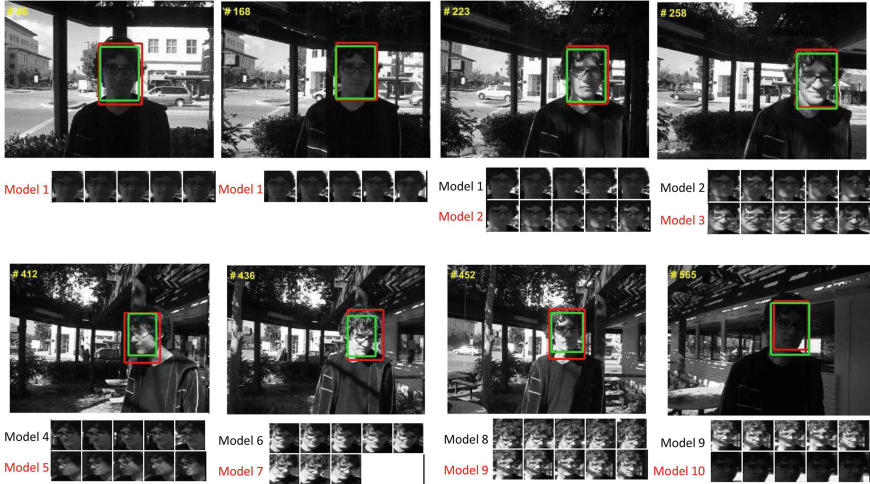 # 86
# 168
# 223
# 258
Model 1
Model 1
Model 1
Model 2
Model 2
Model 3
# 412
# 436
# 452
# 565
Model 4
Model 6
Model 8
Model 9
Model 5
Model 7
Model 9
Model 10